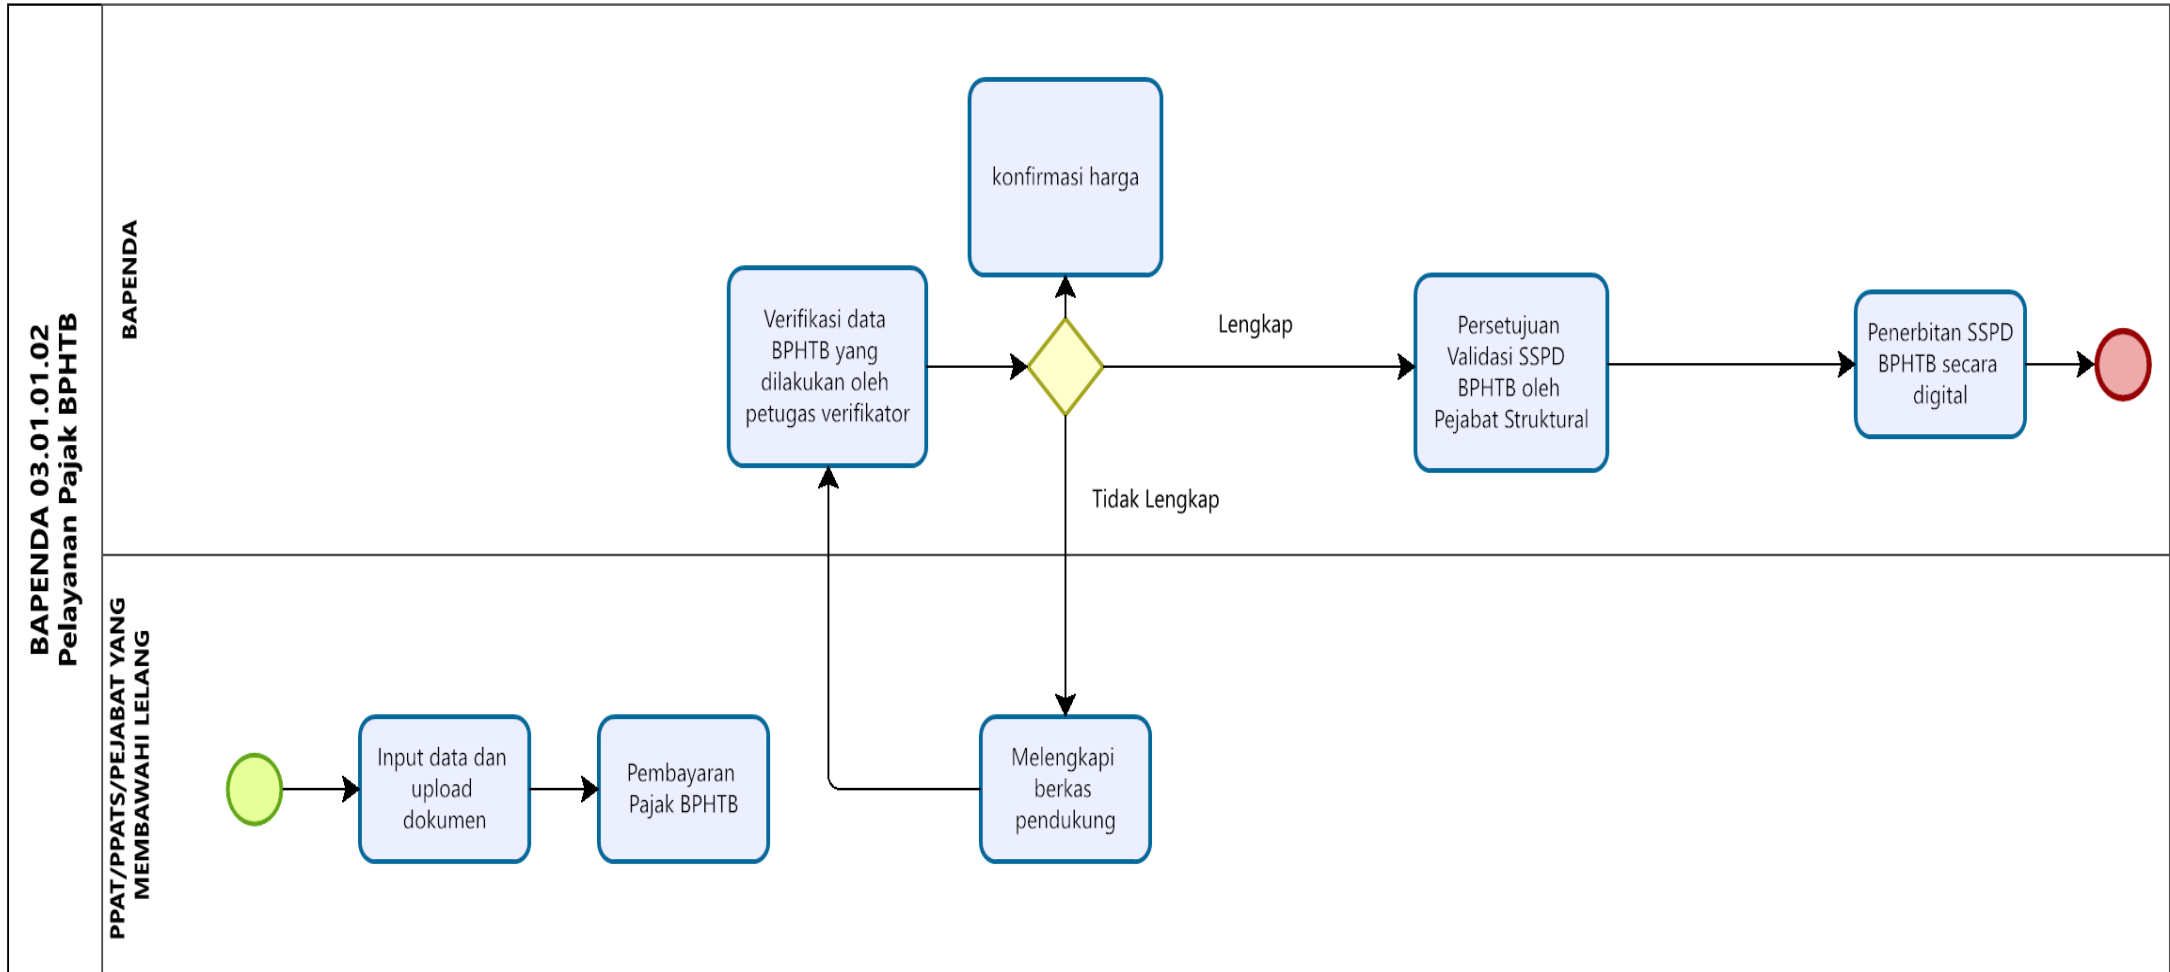 BAPENDA 03.01.01.02
Pelayanan Pajak BPHTB
BAPENDA
konfirmasi harga
Verifikasi data
BPHTB yang
dilakukan oleh
petugas verifikator
Lengkap
Persetujuan
Validasi SSPD
BPHTB oleh
Pejabat Struktural
Penerbitan SSPD
BPHTB secara
digital
Tidak Lengkap
PPAT/PPATS/PEJABAT YANG
MEMBAWAHI LELANG
Input data dan
upload
dokumen
Pembayaran
Pajak BPHTB
Melengkapi
berkas
pendukung